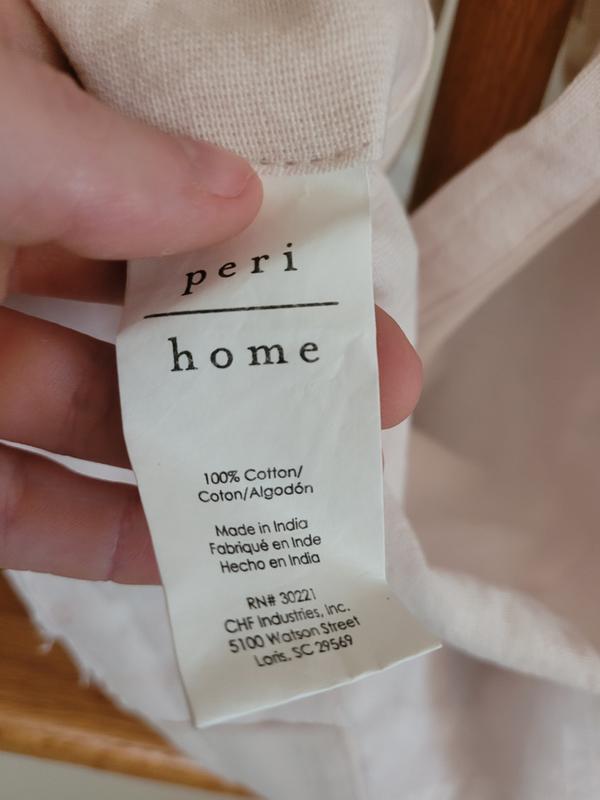 peri
home
100% Cotton/
Coton/Algodón
Made in India
Fabriqué en Inde
Hecho en India
RN# 30221
CHF Industries, Inc.
5100 Watson Street
Loris, SC 29569